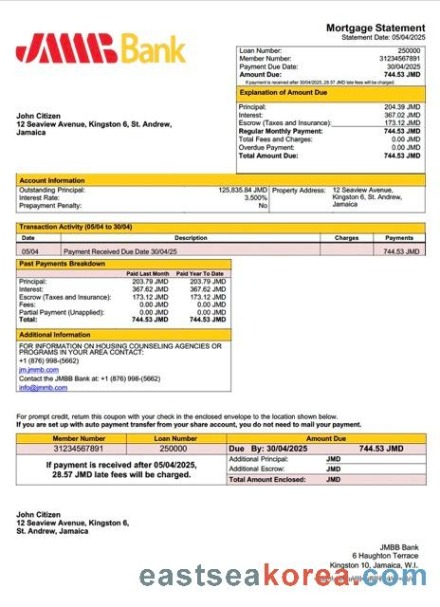 JMMB Bank
Mortgage Statement
Statement Date: 05/04/2025
Loan Number: 250000
Member Number: 31234567891
Payment Due Date: 30/04/2025
Amount Due: 744.53 JMD
If payment is received after 30/04/2025, 28.57 JMD late fee will be charged.
John Citizen
12 Seaview Avenue, Kingston 6, St. Andrew,
Jamaica
Explanation of Amount Due
Principal: 204.39 JMD
Interest: 367.02 JMD
Escrow (Taxes and Insurance): 173.12 JMD
Regular Monthly Payment: 744.53 JMD
Total Fees and Charges: 0.00 JMD
Overdue Payment: 0.00 JMD
Total Amount Due: 744.53 JMD
Account Information
Outstanding Principal: 125,835.84 JMD
Interest Rate: 3.500%
Prepayment Penalty: No
Property Address: 12 Seaview Avenue,
Kingston 6, St. Andrew,
Jamaica
Transaction Activity (05/04 to 30/04)
Date Description Charges Payments
05/04 Payment Received Due Date 30/04/25 744.53 JMD
Past Payments Breakdown
Paid Last Month Paid Year To Date
Principal: 203.79 JMD 203.79 JMD
Interest: 367.62 JMD 367.62 JMD
Escrow (Taxes and Insurance): 173.12 JMD 173.12 JMD
Fees: 0.00 JMD 0.00 JMD
Partial Payment (Unapplied): 0.00 JMD 0.00 JMD
Total: 744.53 JMD 744.53 JMD
Additional Information
FOR INFORMATION ON HOUSING COUNSELING AGENCIES OR
PROGRAMS IN YOUR AREA CONTACT:
+1 (876) 998-(5662)
jm.jmmb.com
Contact the JMBB Bank at: +1 (876) 998-(5662)
info@jmmb.com
For prompt credit, return this coupon with your check in the enclosed envelope to the location shown below.
If you are set up with auto payment transfer from your share account, you do not need to mail your payment.
Member Number Loan Number Amount Due
31234567891 250000 Due By: 30/04/2025 744.53 JMD
If payment is received after 05/04/2025,
28.57 JMD late fees will be charged.
Additional Principal: JMD
Additional Escrow: JMD
Total Amount Enclosed: JMD
John Citizen
12 Seaview Avenue, Kingston 6,
St. Andrew, Jamaica
JMBB Bank
6 Haughton Terrace
Kingston 10, Jamaica, W.I.
eastseakorea.com